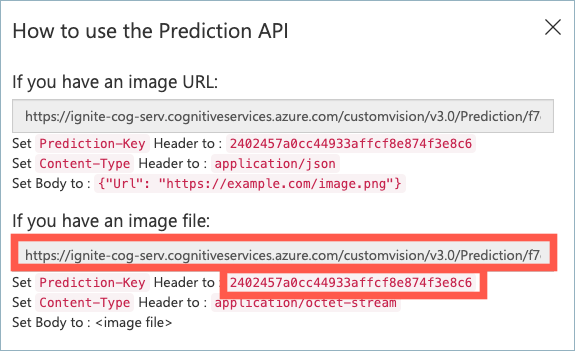 How to use the Prediction API
If you have an image URL:
https://ignite-cog-serv.cognitiveservices.azure.com/customvision/v3.0/Prediction/f7
Set Prediction-Key Header to : 2402457a0cc44933affcf8e874f3e8c6
Set Content-Type Header to : application/json
Set Body to : {"Url": "https://example.com/image.png"}
If you have an image file:
https://ignite-cog-serv.cognitiveservices.azure.com/customvision/v3.0/Prediction/f7
Set Prediction-Key Header to : 2402457a0cc44933affcf8e874f3e8c6
Set Content-Type Header to : application/octet-stream
Set Body to : <image file>